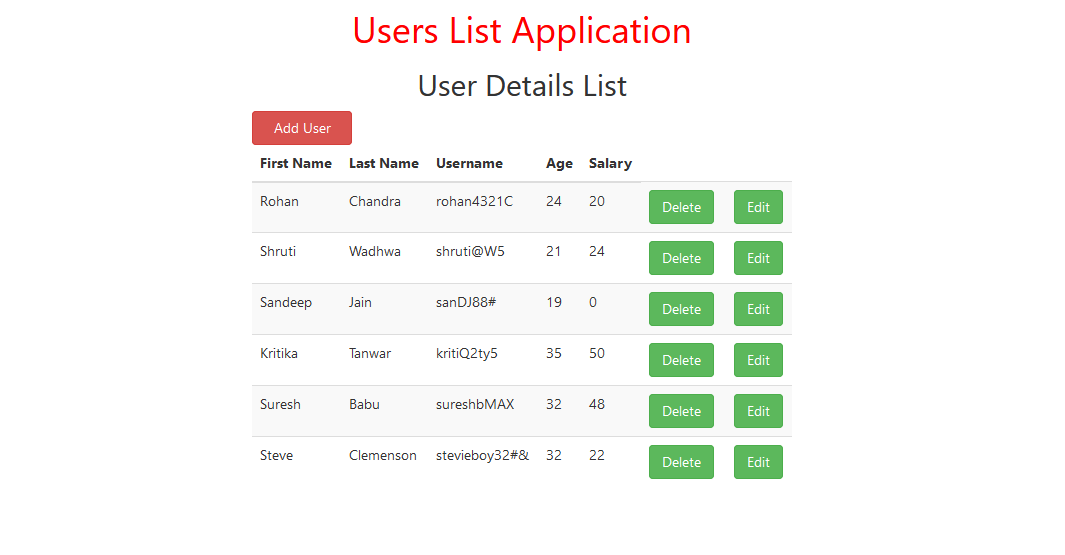 Users List Application
User Details List
Add User
First Name Last Name Username Age Salary
Rohan Chandra rohan4321C 24 20 Delete Edit
Shruti Wadhwa shruti@W5 21 24 Delete Edit
Sandeep Jain sanDJ88# 19 0 Delete Edit
Kritika Tanwar kritiQ2ty5 35 50 Delete Edit
Suresh Babu sureshbMAX 32 48 Delete Edit
Steve Clemenson stevieboy32#& 32 22 Delete Edit